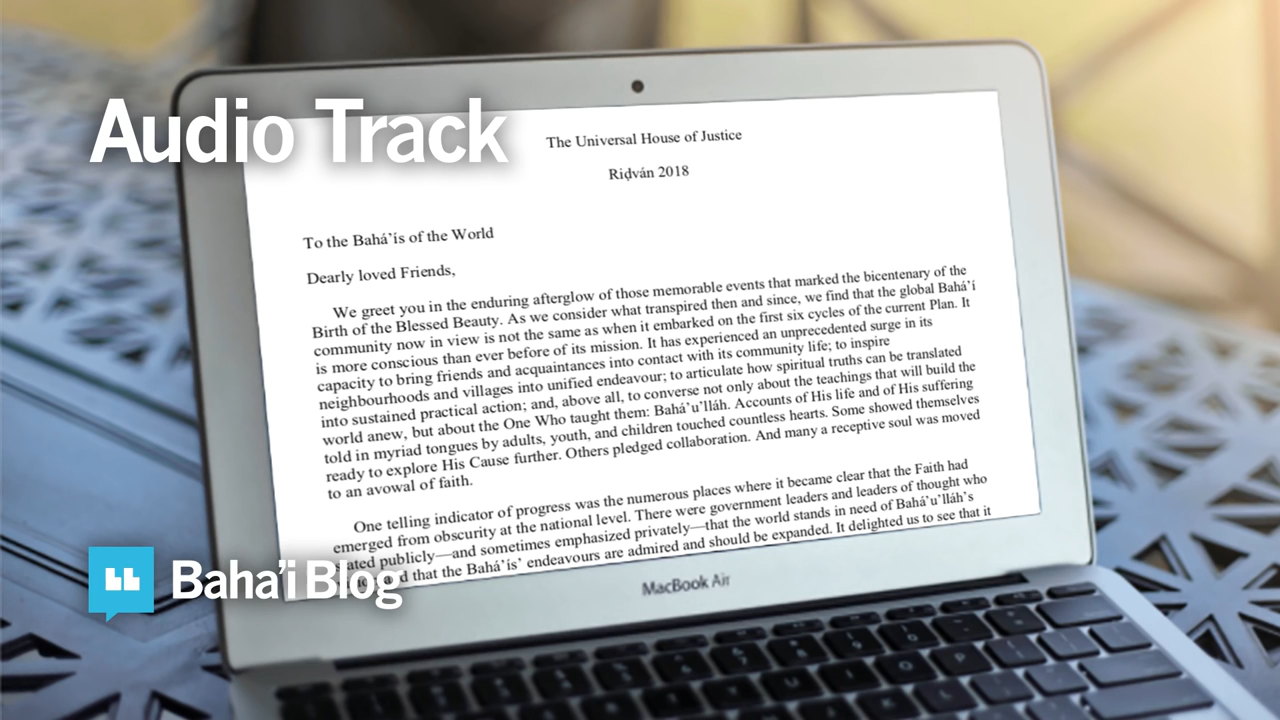 Audio Track
The Universal House of Justice
Riḍván 2018
To the Bahá’ís of the World
Dearly loved Friends,
We greet you in the enduring afterglow of those memorable events that marked the bicentenary of the
Birth of the Blessed Beauty. As we consider what transpired then and since, we find that the global Bahá’í
community now in view is not the same as when it embarked on the first six cycles of the current Plan. It
is more conscious than ever before of its mission. It has experienced an unprecedented surge in its
capacity to bring friends and acquaintances into contact with its community life; to inspire
neighbourhoods and villages into unified endeavour; to articulate how spiritual truths can be translated
into sustained practical action; and, above all, to converse not only about the teachings that will build the
world anew, but about the One Who taught them: Bahá’u’lláh. Accounts of His life and of His suffering
told in myriad tongues by adults, youth, and children touched countless hearts. Some showed themselves
ready to explore His Cause further. Others pledged collaboration. And many a receptive soul was moved
to an avowal of faith.
One telling indicator of progress was the numerous places where it became clear that the Faith had
emerged from obscurity at the national level. There were government leaders and leaders of thought who
publicly—and sometimes emphasized privately—that the world stands in need of Bahá’u’lláh’s
that the Bahá’ís’ endeavours are admired and should be expanded. It delighted us to see that it
Baha’i Blog
MacBook Air